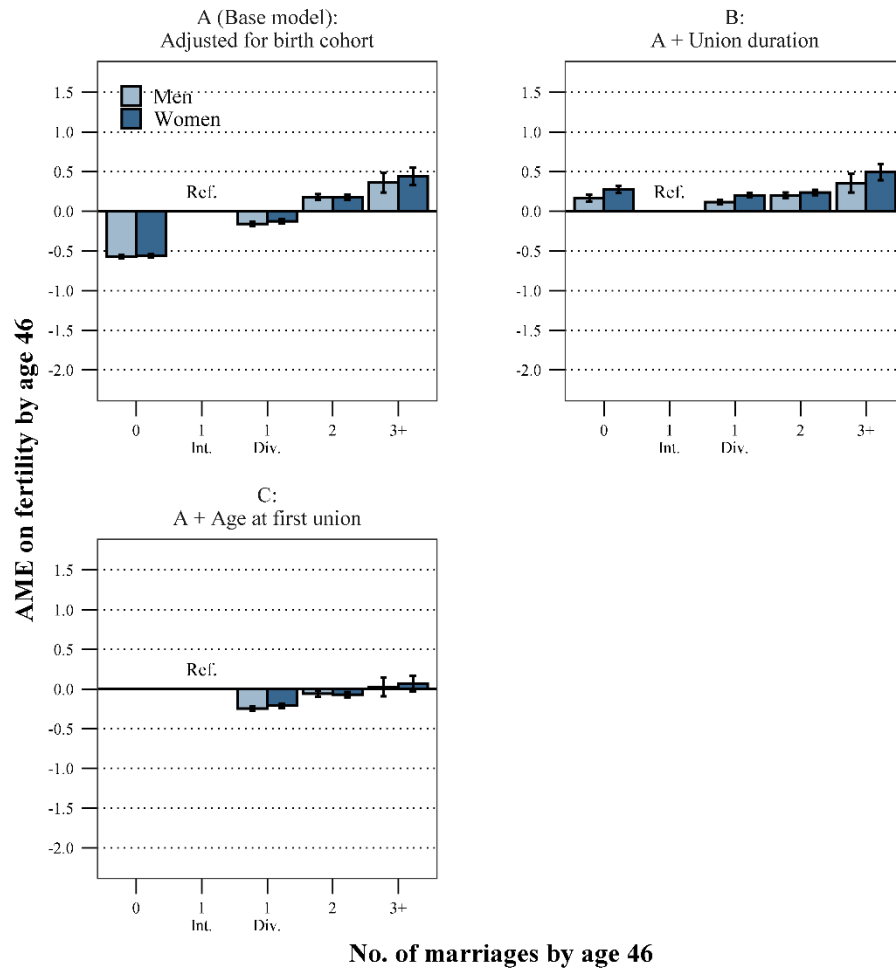 A (Base model):
Adjusted for birth cohort
1.5
1.0
0.5
0.0
-0.5
-1.0
-1.5
-2.0
Men
Women
Ref.
0
1
Int.
1
Div.
2
3+
B:
A + Union duration
1.5
1.0
0.5
0.0
-0.5
-1.0
-1.5
-2.0
Ref.
0
1
Int.
1
Div.
2
3+
C:
A + Age at first union
1.5
1.0
0.5
0.0
-0.5
-1.0
-1.5
-2.0
Ref.
0
1
Int.
1
Div.
2
3+
AME on fertility by age 46
No. of marriages by age 46